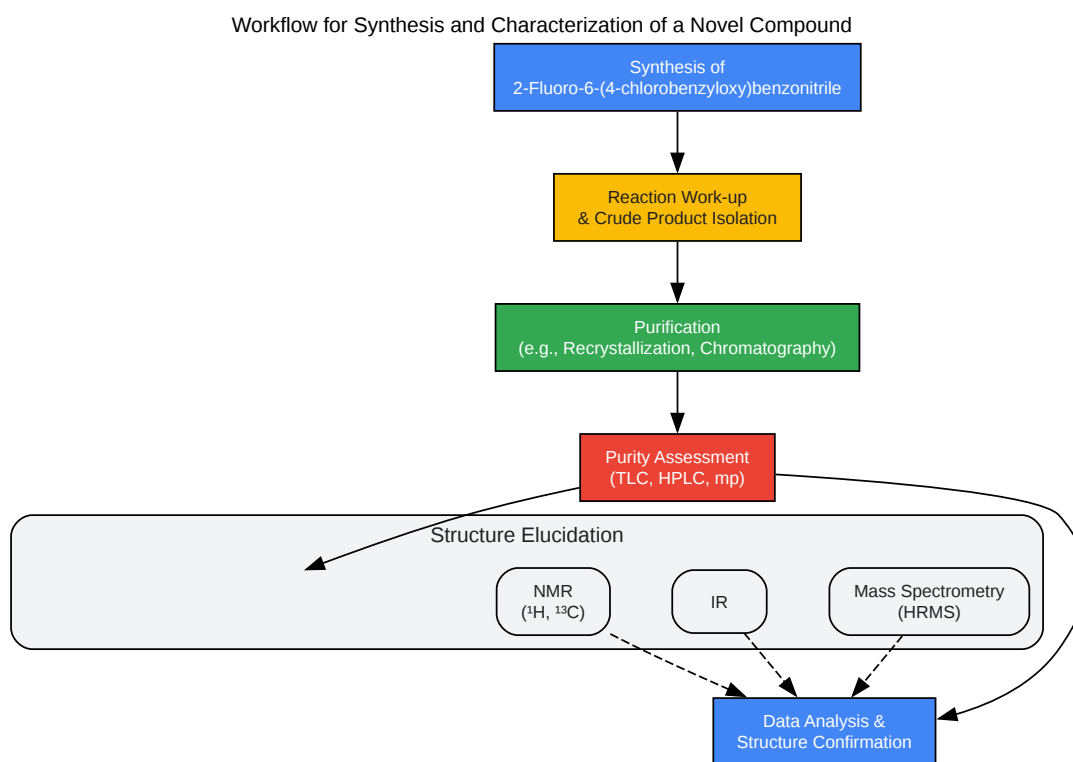 Workflow for Synthesis and Characterization of a Novel Compound
Synthesis of
2-Fluoro-6-(4-chlorobenzyloxy)benzonitrile
Reaction Work-up
& Crude Product Isolation
Purification
(e.g., Recrystallization, Chromatography)
Purity Assessment
(TLC, HPLC, mp)
Structure Elucidation
NMR
(¹H, ¹³C)
IR
Mass Spectrometry
(HRMS)
Data Analysis &
Structure Confirmation